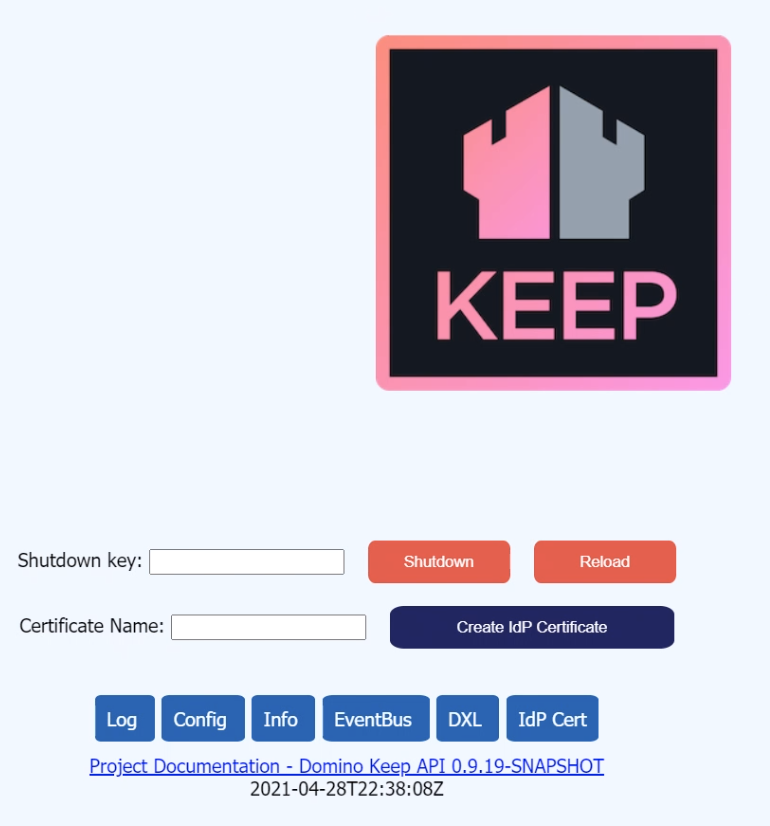 KEEP
Shutdown key: Shutdown Reload
Certificate Name: Create IdP Certificate
Log Config Info EventBus DXL IdP Cert
Project Documentation - Domino Keep API 0.9.19-SNAPSHOT
2021-04-28T22:38:08Z